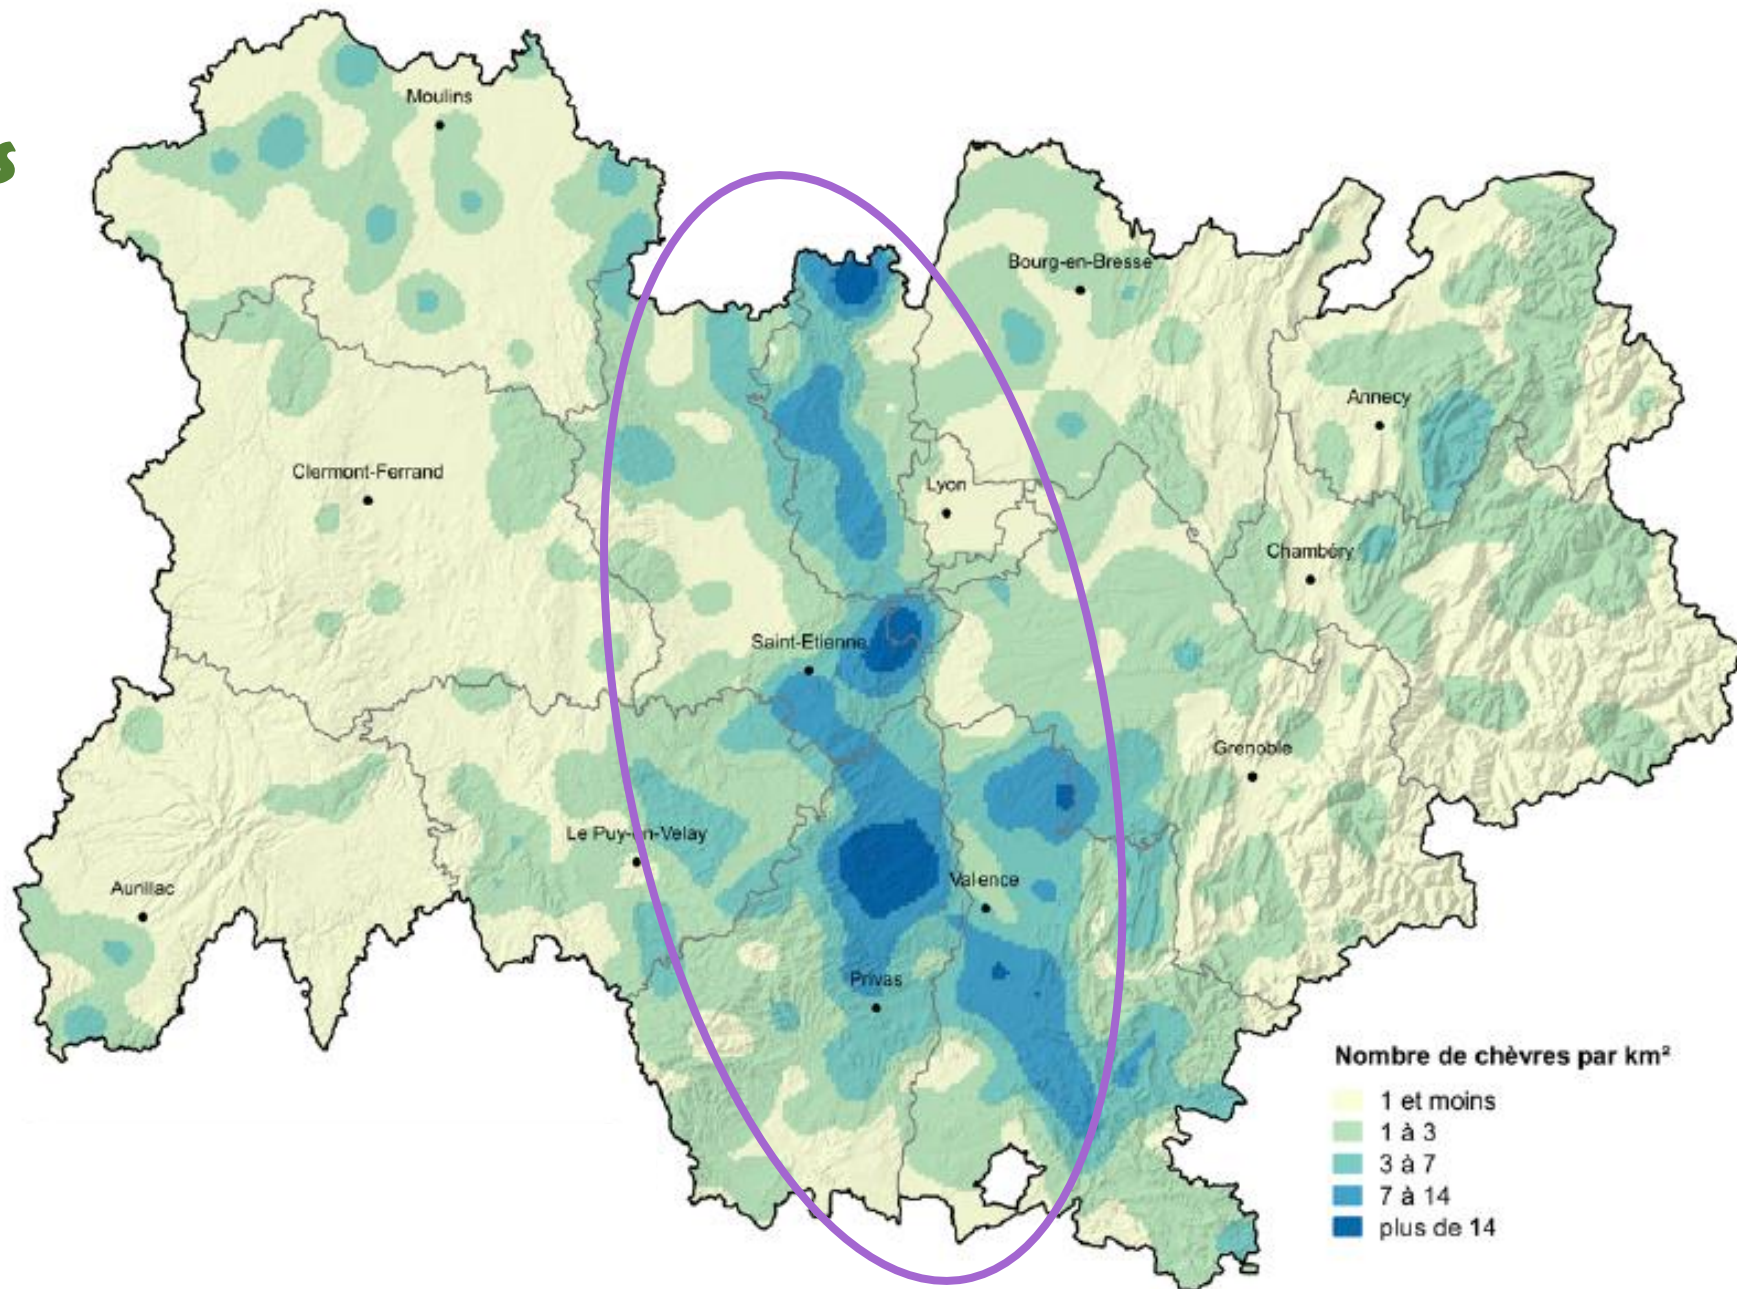 s
Moulins
Bourg-en-Bresse
Annecy
Clermont-Ferrand
Lyon
Chambéry
Saint-Etienne
Grenoble
Le Puy-en-Velay
Valence
Aurillac
Privas
Nombre de chèvres par km²
1 et moins
1 à 3
3 à 7
7 à 14
plus de 14